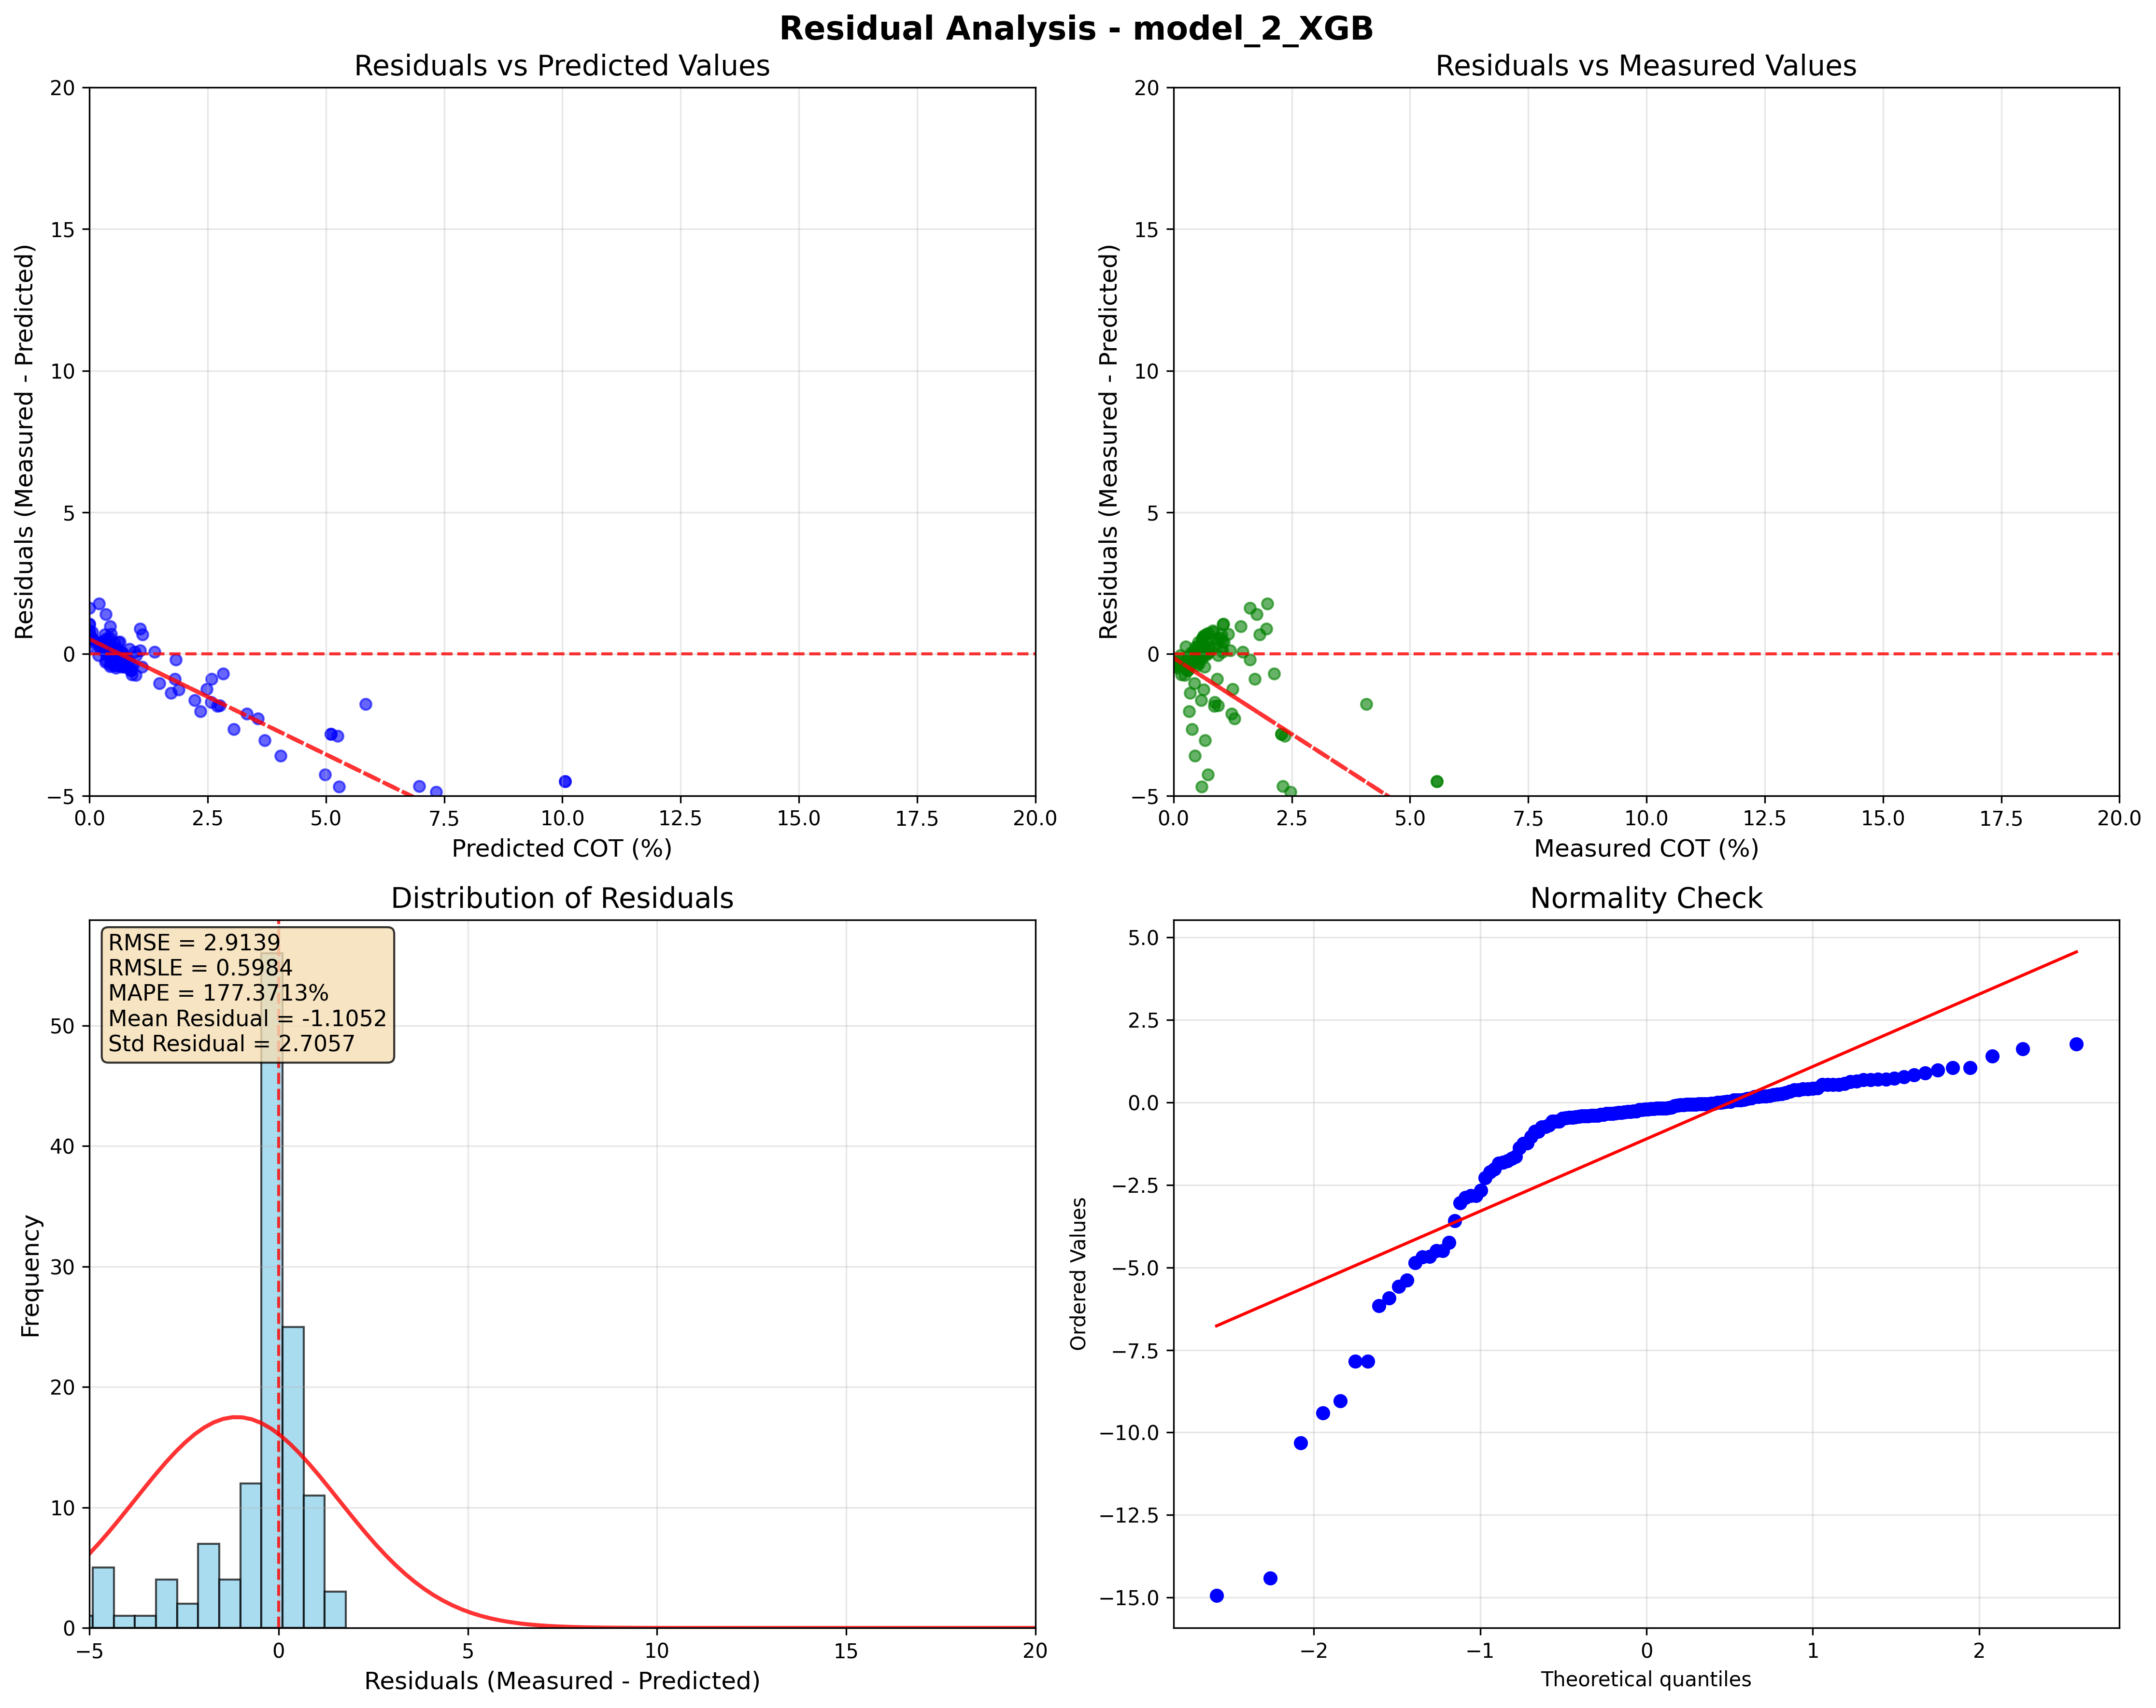 Residual Analysis - model_2_XGB
Residuals vs Predicted Values
20
15
10
5
0
−5
Residuals (Measured - Predicted)
0.0 2.5 5.0 7.5 10.0 12.5 15.0 17.5 20.0
Predicted COT (%)
Residuals vs Measured Values
20
15
10
5
0
−5
Residuals (Measured - Predicted)
0.0 2.5 5.0 7.5 10.0 12.5 15.0 17.5 20.0
Measured COT (%)
Distribution of Residuals
RMSE = 2.9139
RMSLE = 0.5984
MAPE = 177.3713%
Mean Residual = -1.1052
Std Residual = 2.7057
50
40
30
20
10
0
Frequency
−5 0 5 10 15 20
Residuals (Measured - Predicted)
Normality Check
5.0
2.5
0.0
−2.5
−5.0
−7.5
−10.0
−12.5
−15.0
Ordered Values
−2 −1 0 1 2
Theoretical quantiles